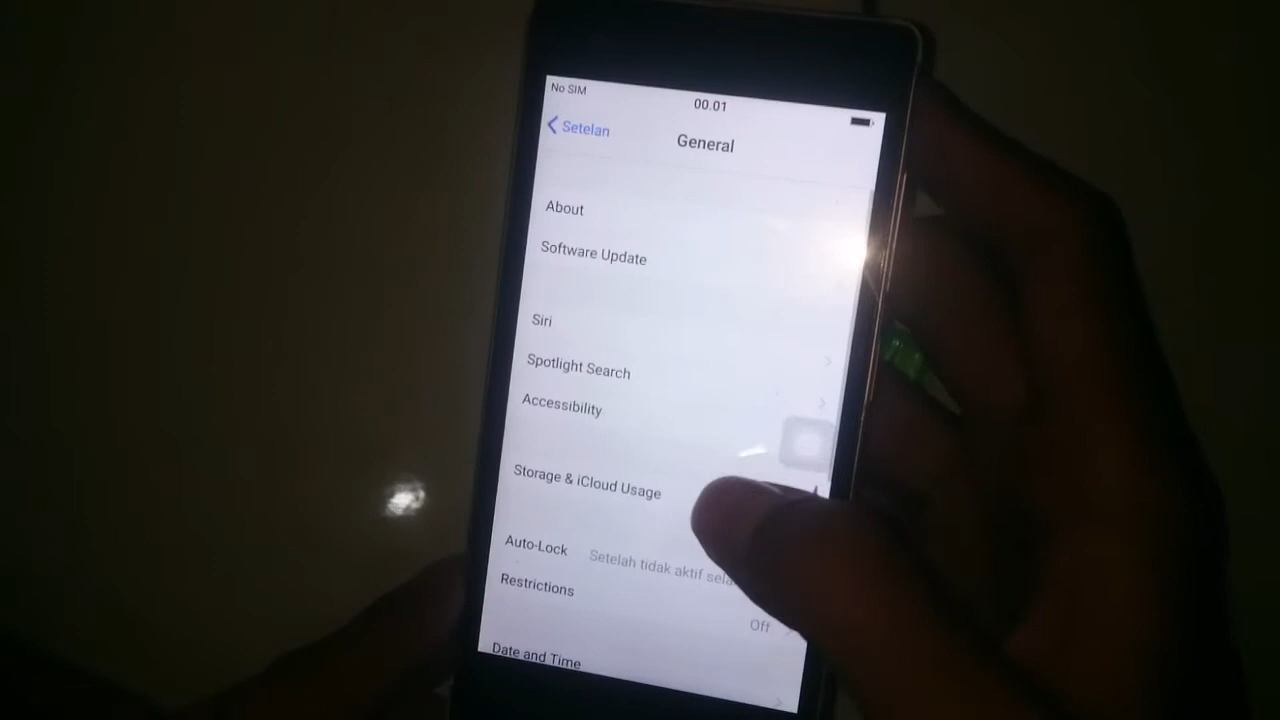 No SIM
00.01
Setelan
General
About
Software Update
Siri
Spotlight Search
Accessibility
Storage & iCloud Usage
Auto-Lock Setelah tidak aktif
Restrictions
Off
Date and Time